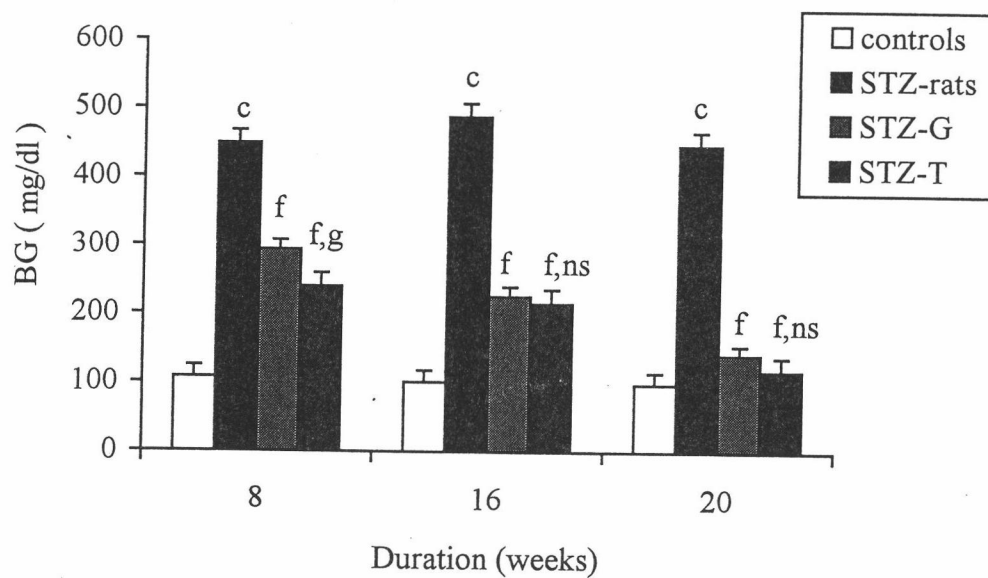 600
500
400
300
200
100
0
BG ( mg/dl )
c
f
f,g
c
f
f,ns
c
f
f,ns
8
16
20
Duration (weeks)
controls
STZ-rats
STZ-G
STZ-T